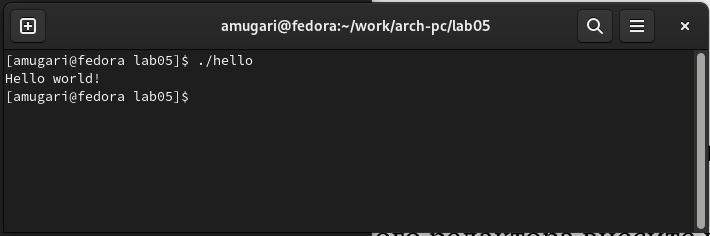 amugari@fedora:~/work/arch-pc/lab05
[amugari@fedora lab05]$ ./hello
Hello world!
[amugari@fedora lab05]$